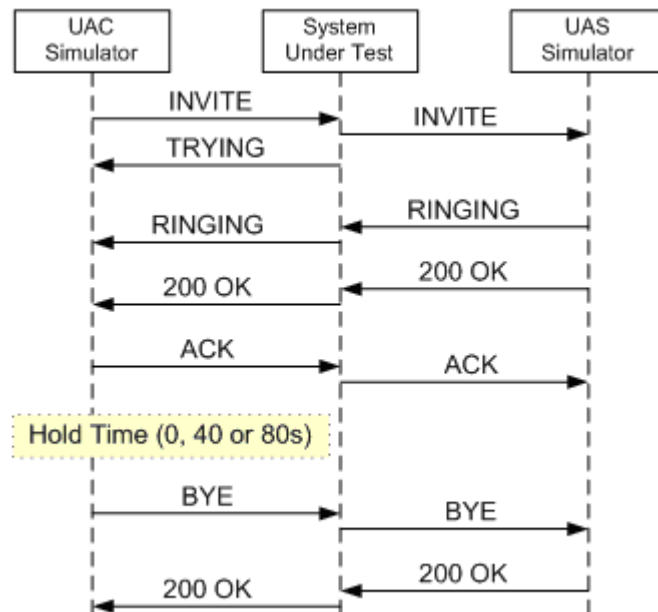 UAC
Simulator
System
Under Test
UAS
Simulator
INVITE
INVITE
TRYING
RINGING
RINGING
200 OK
200 OK
ACK
ACK
Hold Time (0, 40 or 80s)
BYE
BYE
200 OK
200 OK